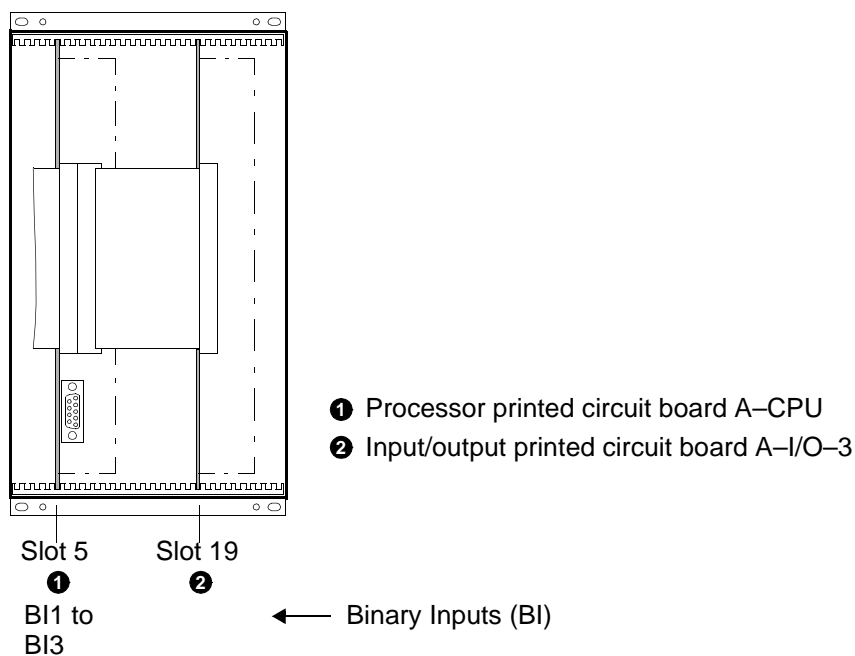 ❶ Processor printed circuit board A–CPU
❷ Input/output printed circuit board A–I/O–3
Slot 5 Slot 19
❶ ❷
BI1 to
BI3
Binary Inputs (BI)